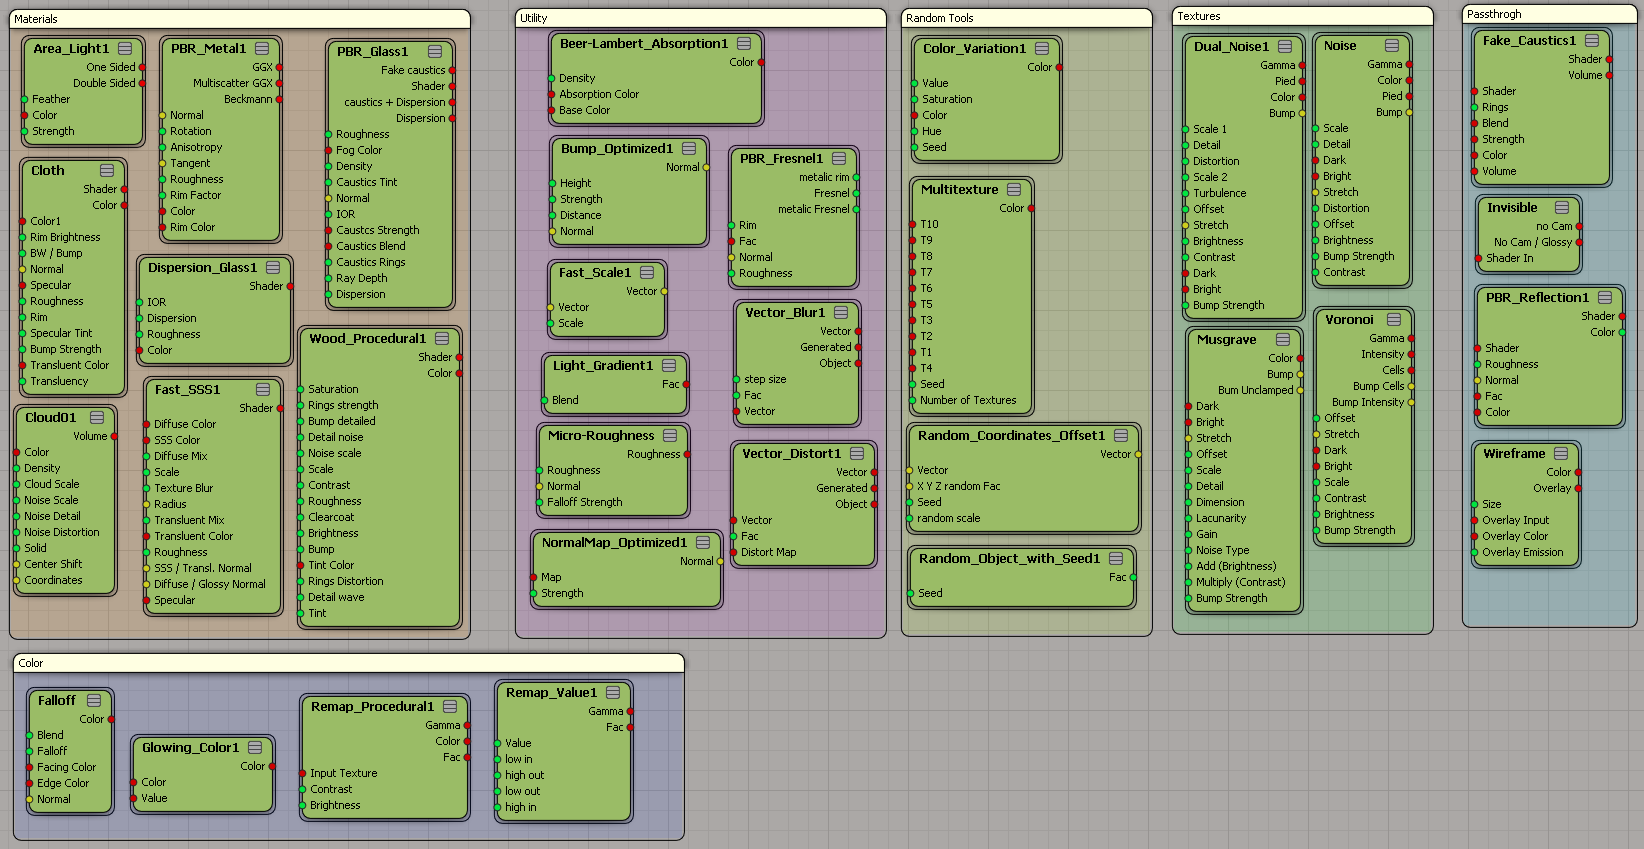 Materials
Area_Light1
One Sided
Double Sided
Feather
Color
Strength
PBR_Metal1
GGX
Multiscatter GGX
Beckmann
Normal
Rotation
Anisotropy
Tangent
Roughness
Rim Factor
Color
Rim Color
PBR_Glass1
Fake caustics
Shader
caustics + Dispersion
Dispersion
Roughness
Fog Color
Density
Caustics Tint
Normal
IOR
Caustcs Strength
Caustics Blend
Caustics Rings
Ray Depth
Dispersion
Cloth
Shader
Color
Color1
Rim Brightness
BW / Bump
Normal
Specular
Roughness
Rim
Specular Tint
Bump Strength
Translucent Color
Transluency
Dispersion_Glass1
Shader
IOR
Dispersion
Roughness
Color
Wood_Procedural1
Shader
Color
Saturation
Rings strength
Bump detailed
Detail noise
Noise scale
Scale
Contrast
Roughness
Clearcoat
Brightness
Bump
Tint Color
Rings Distortion
Detail wave
Tint
Fast_SSS1
Shader
Diffuse Color
SSS Color
Diffuse Mix
Scale
Texture Blur
Radius
Transluent Mix
Transluent Color
Roughness
SSS / Transl. Normal
Diffuse / Glossy Normal
Specular
Cloud01
Volume
Color
Density
Cloud Scale
Noise Scale
Noise Detail
Noise Distortion
Solid
Center Shift
Coordinates
Utility
Beer-Lambert_Absorption1
Color
Density
Absorption Color
Base Color
Bump_Optimized1
Normal
Height
Strength
Distance
Normal
PBR_Fresnel1
metalic rim
Fresnel
metalic Fresnel
Rim
Fac
Normal
Roughness
Fast_Scale1
Vector
Vector
Scale
Vector_Blur1
Vector
Generated
Object
step size
Fac
Vector
Light_Gradient1
Fac
Blend
Micro-Roughness
Roughness
Roughness
Normal
Falloff Strength
Vector_Distort1
Vector
Generated
Object
Vector
Fac
Distort Map
NormalMap_Optimized1
Normal
Map
Strength
Random Tools
Color_Variation1
Color
Value
Saturation
Color
Hue
Seed
Multitexture
Color
T10
T9
T8
T7
T6
T5
T3
T2
T1
T4
Seed
Number of Textures
Random_Coordinates_Offset1
Vector
Vector
X Y Z random Fac
Seed
random scale
Random_Object_with_Seed1
Fac
Seed
Textures
Dual_Noise1
Gamma
Pied
Color
Bump
Scale 1
Detail
Distortion
Scale 2
Turbulence
Offset
Stretch
Brightness
Contrast
Dark
Bright
Bump Strength
Noise
Gamma
Color
Pied
Bump
Scale
Detail
Dark
Bright
Stretch
Distortion
Offset
Brightness
Bump Strength
Contrast
Musgrave
Color
Bump
Bum Unclamped
Dark
Bright
Stretch
Offset
Scale
Detail
Dimension
Lacunarity
Gain
Noise Type
Add (Brightness)
Multiply (Contrast)
Bump Strength
Voronoi
Gamma
Intensity
Cells
Bump Cells
Bump Intensity
Offset
Stretch
Dark
Bright
Scale
Contrast
Brightness
Bump Strength
Passthrogh
Fake_Caustics1
Shader
Volume
Shader
Rings
Blend
Strength
Color
Volume
Invisible
no Cam
No Cam / Glossy
Shader In
PBR_Reflection1
Shader
Color
Shader
Roughness
Normal
Fac
Color
Wireframe
Color
Overlay
Size
Overlay Input
Overlay Color
Overlay Emission
Color
Falloff
Color
Blend
Falloff
Facing Color
Edge Color
Normal
Glowing_Color1
Color
Color
Value
Remap_Procedural1
Gamma
Color
Fac
Input Texture
Contrast
Brightness
Remap_Value1
Gamma
Fac
Value
low in
high out
low out
high in